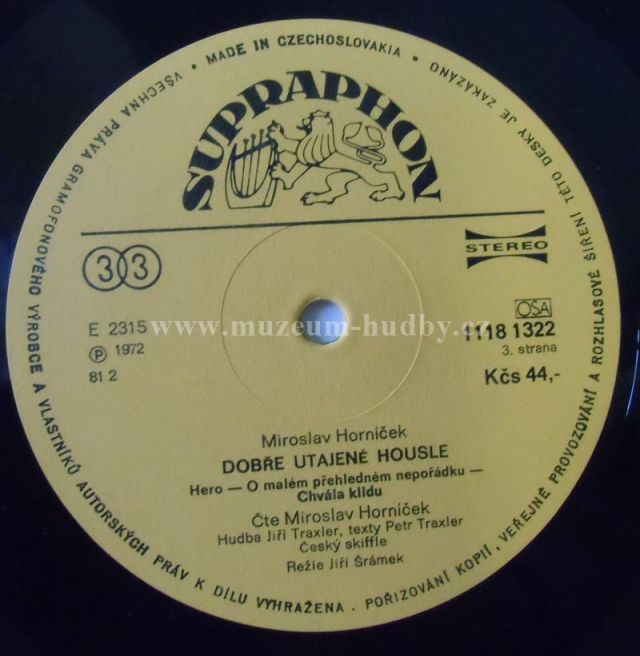 VŠECHNA PRÁVA GRAMOFONOVÉHO VÝROBCE A VLASTNÍKŮ AUTORSKÝCH PRÁV K DÍLU VYHRAŽENA · POŘIZOVÁNÍ KOPIÍ, VEŘEJNÉ PROVOZOVÁNÍ A ROZHLASOVÉ ŠÍŘENÍ TÉTO DESKY JE ZAKÁZÁNO · MADE IN CZECHOSLOVAKIA ·
SUPRAPHON
33
STEREO
E 2315
℗ 1972
81 2
www.muzeum-hudby.cz
OSA
1118 1322
3. strana
Kčs 44,-
Miroslav Horníček
DOBŘE UTAJENÉ HOUSLE
Hero — O malém přehledném nepořádku —
Chvála klidu
Čte Miroslav Horníček
Hudba Jiří Traxler, texty Petr Traxler
Český skiffle
Režie Jiří Šrámek